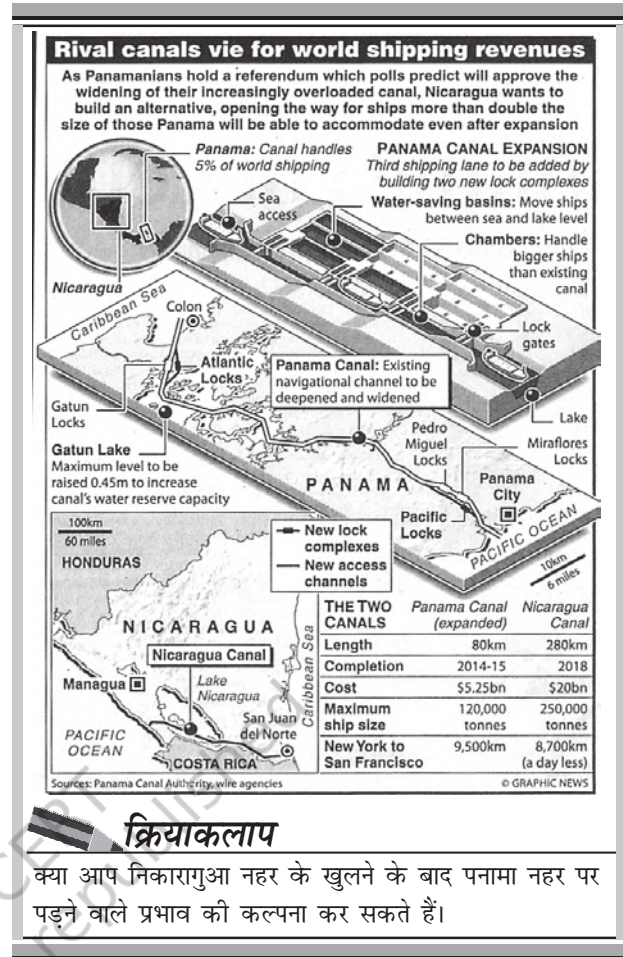 Rival canals vie for world shipping revenues
As Panamanians hold a referendum which polls predict will approve the
widening of their increasingly overloaded canal, Nicaragua wants to
build an alternative, opening the way for ships more than double the
size of those Panama will be able to accommodate even after expansion
Panama: Canal handles
5% of world shipping
PANAMA CANAL EXPANSION
Third shipping lane to be added by
building two new lock complexes
Water-saving basins: Move ships
between sea and lake level
Sea
access
Chambers: Handle
bigger ships
than existing
canal
Nicaragua
Lock
gates
Lake
Caribbean Sea
Colon
Atlantic
Locks
Panama Canal: Existing
navigational channel to be
deepened and widened
Gatun
Locks
Gatun Lake
Maximum level to be
raised 0.45m to increase
canal's water reserve capacity
Pedro
Miguel
Locks
Miraflores
Locks
PANAMA
Panama
City
Pacific
Locks
PACIFIC OCEAN
10km
6 miles
100km
60 miles
New lock
complexes
New access
channels
HONDURAS
NICARAGUA
Nicaragua Canal
Managua
Lake
Nicaragua
Caribbean Sea
San Juan
del Norte
PACIFIC
OCEAN
COSTA RICA
THE TWO CANALS Panama Canal (expanded) Nicaragua Canal
Length 80km 280km
Completion 2014-15 2018
Cost $5.25bn $20bn
Maximum ship size 120,000 tonnes 250,000 tonnes
New York to San Francisco 9,500km 8,700km (a day less)
Sources: Panama Canal Authority, wire agencies
© GRAPHIC NEWS
क्रियाकलाप
क्या आप निकारागुआ नहर के खुलने के बाद पनामा नहर पर
पड़ने वाले प्रभाव की कल्पना कर सकते हैं।